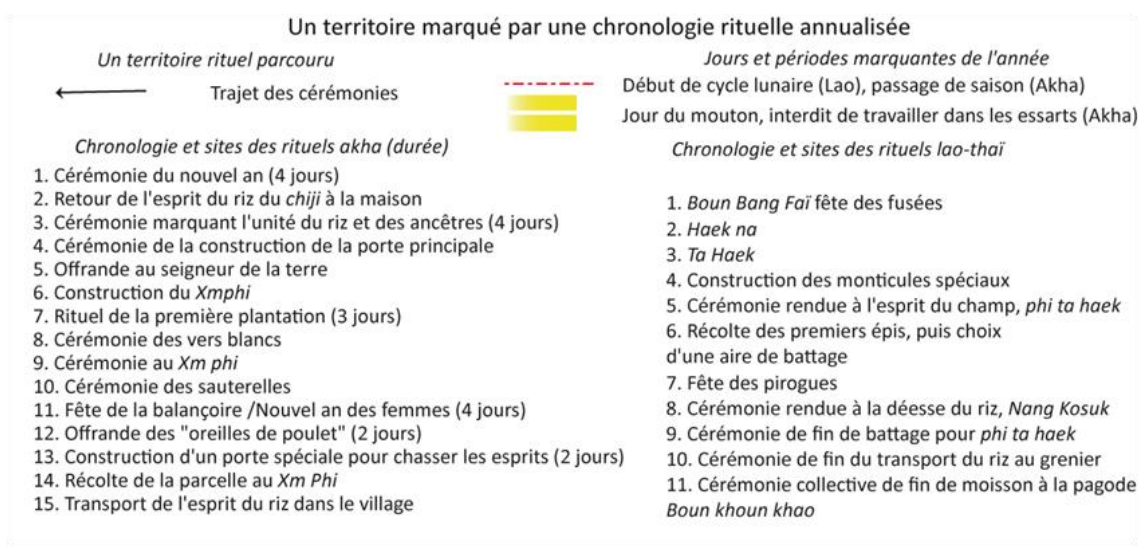 Un territoire marqué par une chronologie rituelle annualisée
Un territoire rituel parcouru
Trajet des cérémonies
Jours et périodes marquantes de l'année
Début de cycle lunaire (Lao), passage de saison (Akha)
Jour du mouton, interdit de travailler dans les essarts (Akha)
Chronologie et sites des rituels akha (durée)
1. Cérémonie du nouvel an (4 jours)
2. Retour de l'esprit du riz du chiji à la maison
3. Cérémonie marquant l'unité du riz et des ancêtres (4 jours)
4. Cérémonie de la construction de la porte principale
5. Offrande au seigneur de la terre
6. Construction du Xmphi
7. Rituel de la première plantation (3 jours)
8. Cérémonie des vers blancs
9. Cérémonie au Xm phi
10. Cérémonie des sauterelles
11. Fête de la balançoire /Nouvel an des femmes (4 jours)
12. Offrande des "oreilles de poulet" (2 jours)
13. Construction d'un porte spéciale pour chasser les esprits (2 jours)
14. Récolte de la parcelle au Xm Phi
15. Transport de l'esprit du riz dans le village
Chronologie et sites des rituels lao-thaï
1. Boun Bang Faï fête des fusées
2. Haek na
3. Ta Haek
4. Construction des monticules spéciaux
5. Cérémonie rendue à l'esprit du champ, phi ta haek
6. Récolte des premiers épis, puis choix
d'une aire de battage
7. Fête des pirogues
8. Cérémonie rendue à la déesse du riz, Nang Kosuk
9. Cérémonie de fin de battage pour phi ta haek
10. Cérémonie de fin du transport du riz au grenier
11. Cérémonie collective de fin de moisson à la pagode
Boun khoun khao